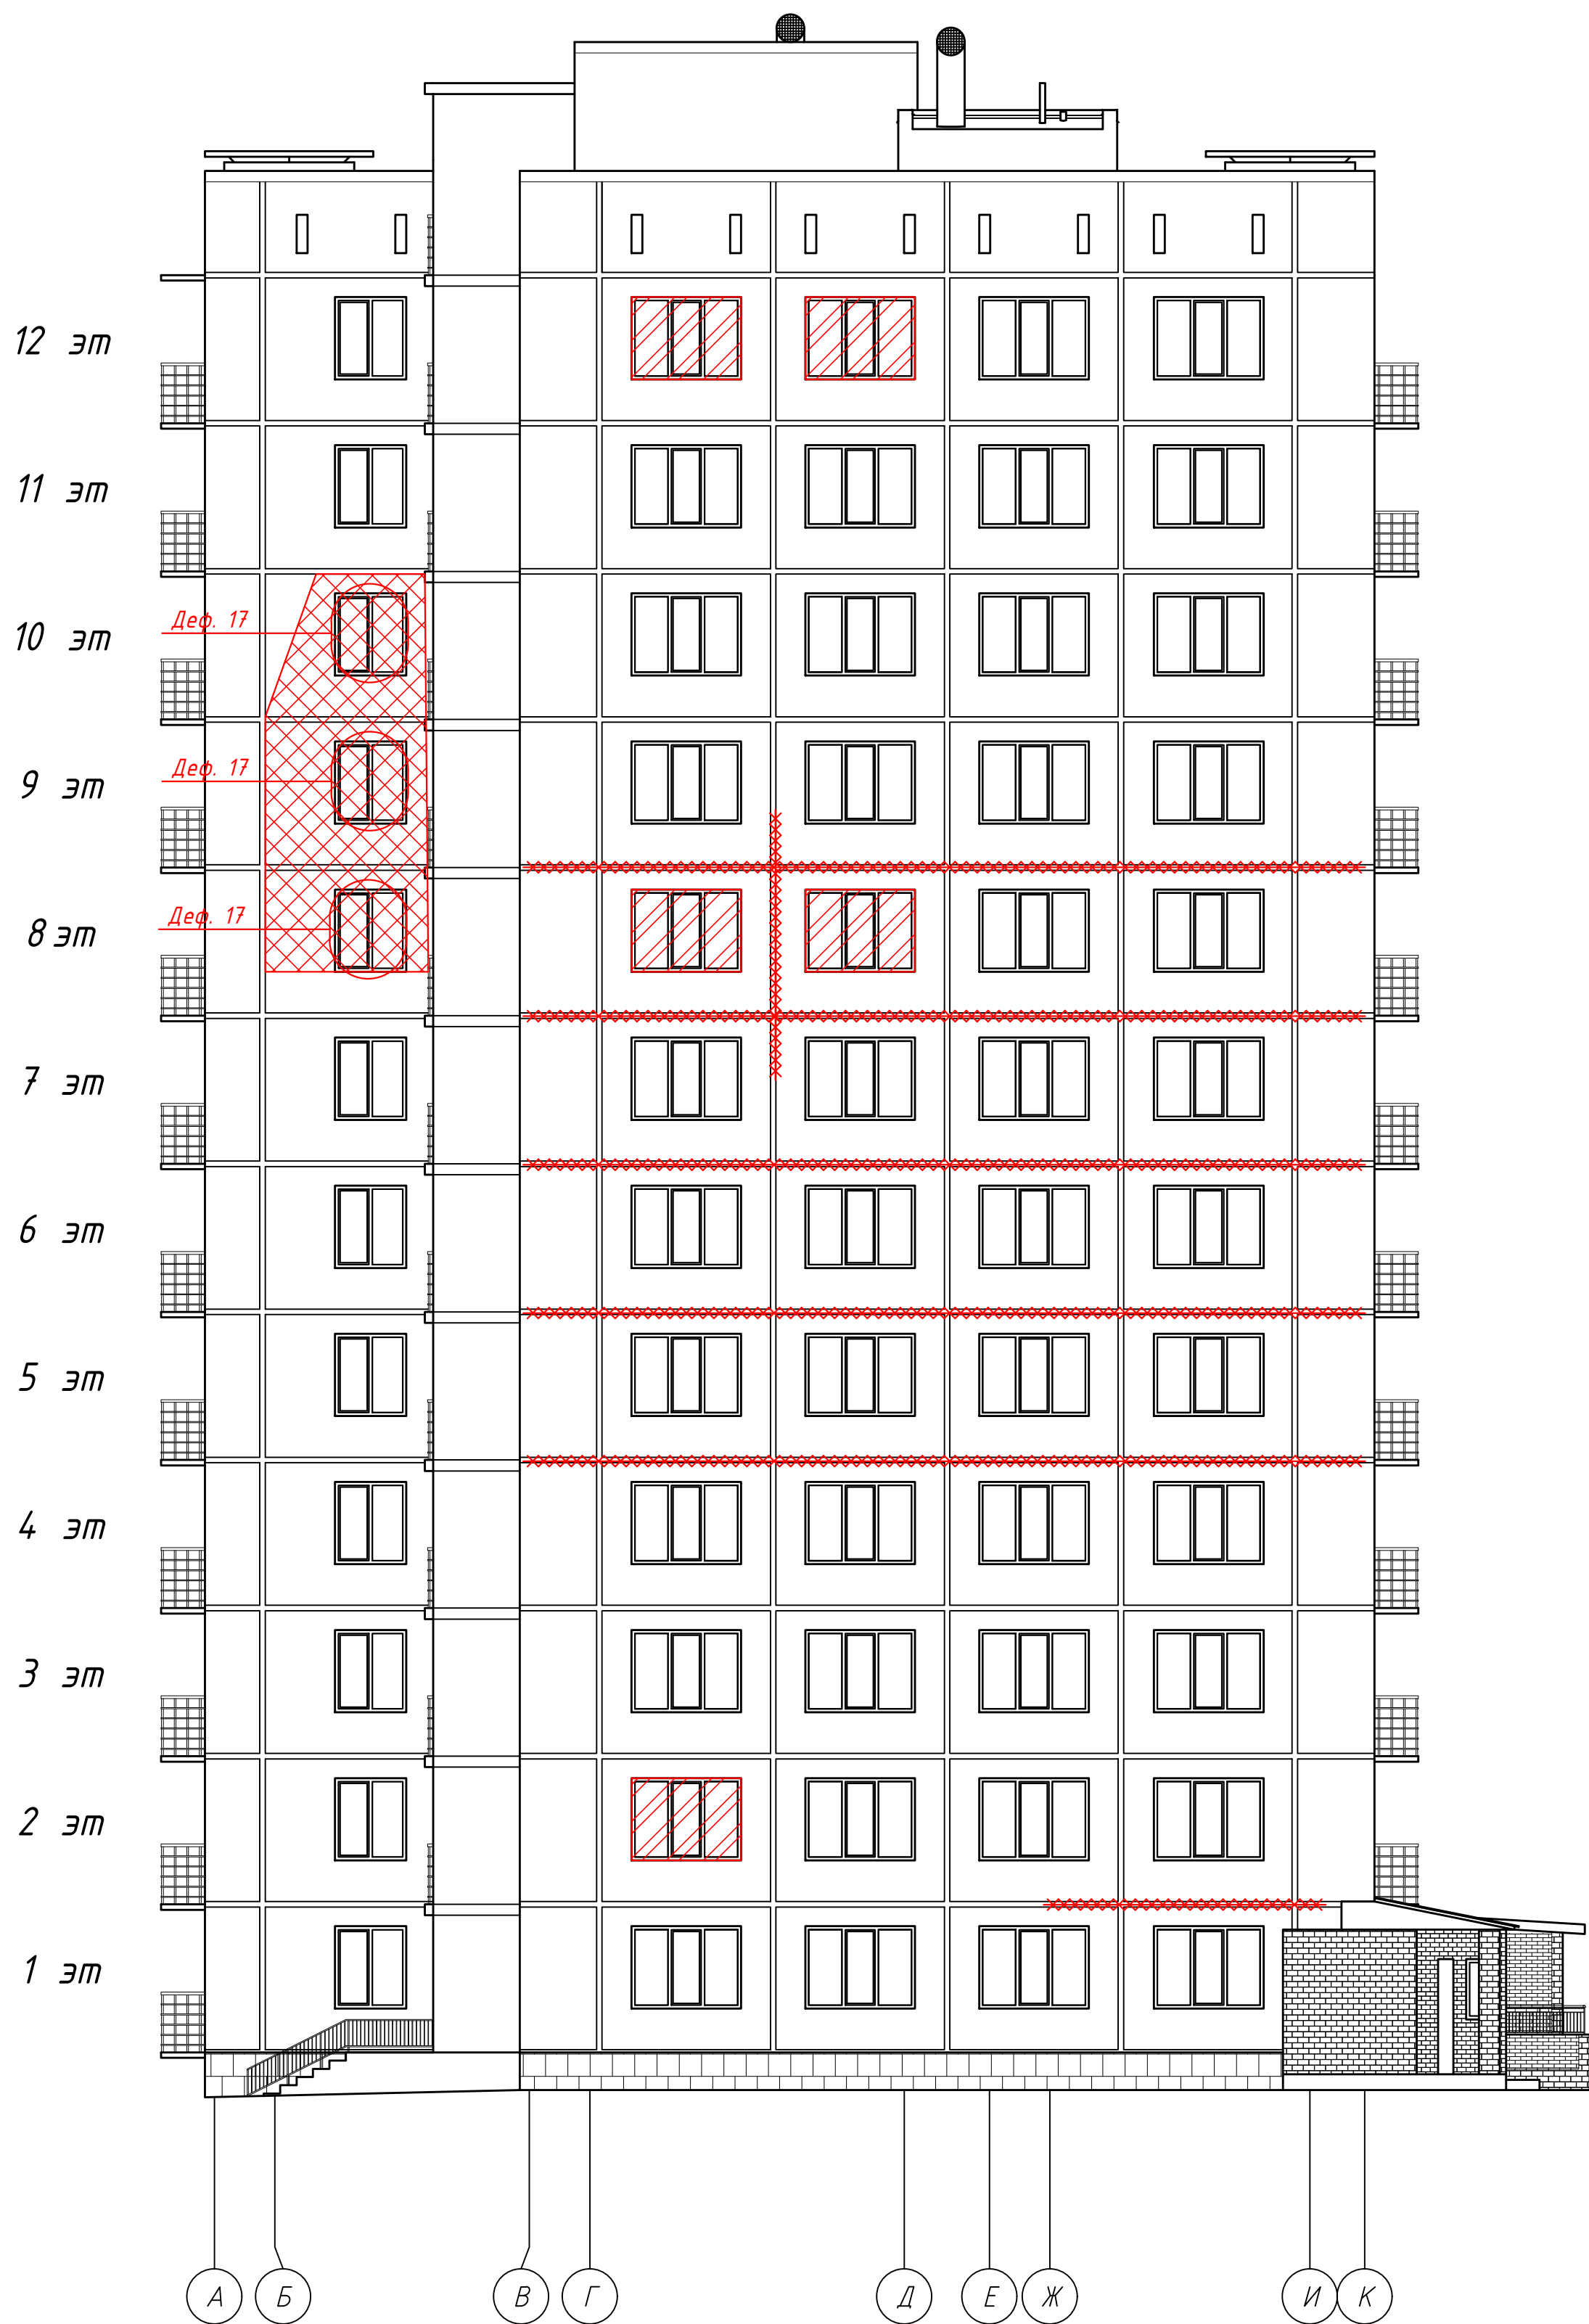 12 эт
11 эт
10 эт
Деф. 17
9 эт
Деф. 17
8 эт
Деф. 17
7 эт
6 эт
5 эт
4 эт
3 эт
2 эт
1 эт
А Б В Г Д Е Ж И К